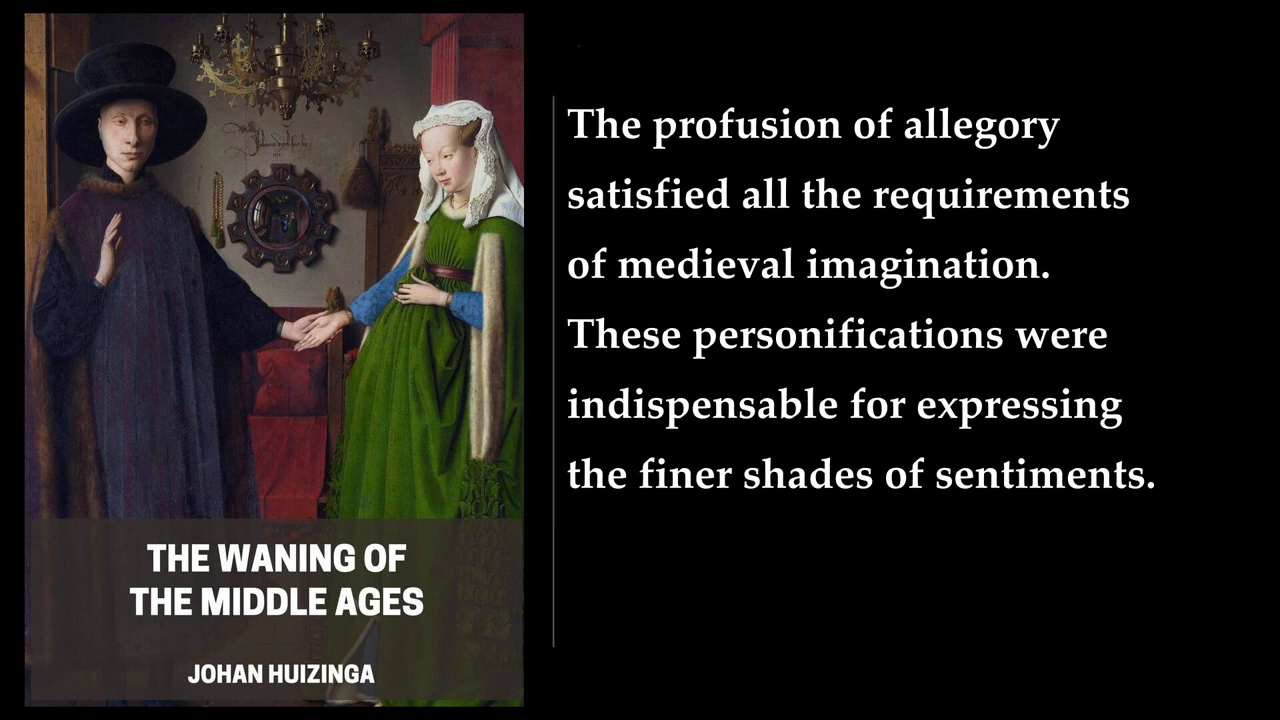 THE WANING OF
THE MIDDLE AGES
JOHAN HUIZINGA
The profusion of allegory
satisfied all the requirements
of medieval imagination.
These personifications were
indispensable for expressing
the finer shades of sentiments.